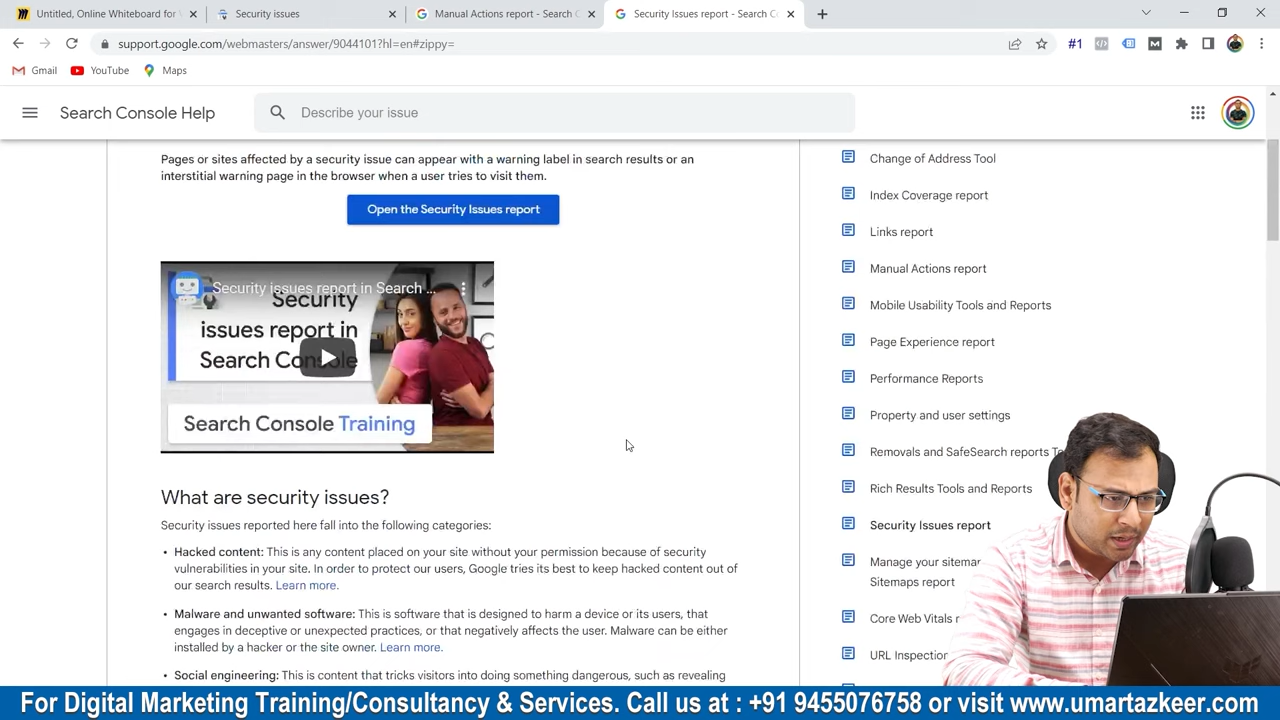 Untitled, Online Whiteboard for
Security issues
Manual Actions report - Search C
Security Issues report - Search C
support.google.com/webmasters/answer/9044101?hl=en#zippy=
#1
Gmail
YouTube
Maps
Search Console Help
Describe your issue
Pages or sites affected by a security issue can appear with a warning label in search results or an
interstitial warning page in the browser when a user tries to visit them.
Open the Security Issues report
Security issues report in Search ...
Security
issues report in
Search Console
Search Console Training
What are security issues?
Security issues reported here fall into the following categories:
• Hacked content: This is any content placed on your site without your permission because of security
vulnerabilities in your site. In order to protect our users, Google tries its best to keep hacked content out of
our search results. Learn more.
• Malware and unwanted software: This is software that is designed to harm a device or its users, that
engages in deceptive or unexpected practices, or that negatively affects the user. Malware can be either
installed by a hacker or the site owner. Learn more.
• Social engineering: This is content that tricks visitors into doing something dangerous, such as revealing
Change of Address Tool
Index Coverage report
Links report
Manual Actions report
Mobile Usability Tools and Reports
Page Experience report
Performance Reports
Property and user settings
Removals and SafeSearch reports To
Rich Results Tools and Reports
Security Issues report
Manage your sitemap
Sitemaps report
Core Web Vitals r
URL Inspection
For Digital Marketing Training/Consultancy & Services. Call us at : +91 9455076758 or visit www.umartazkeer.com